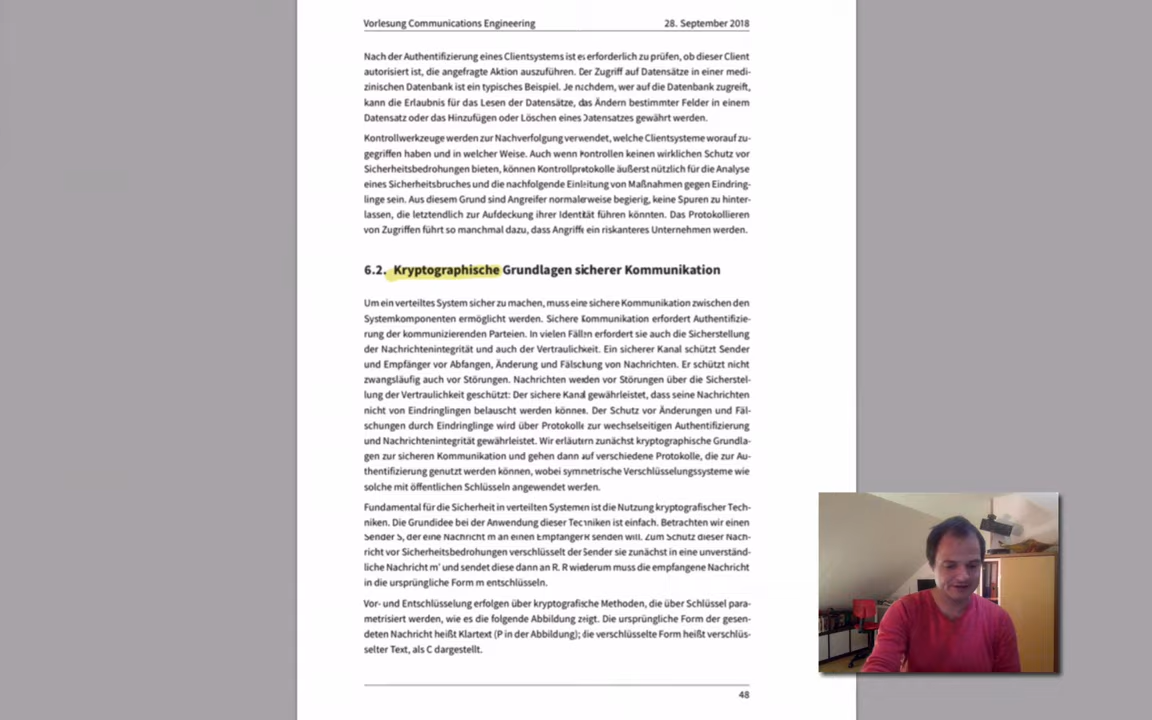 Vorlesung Communications Engineering 28. September 2018
Nach der Authentifizierung eines Clientsystems ist es erforderlich zu prüfen, ob dieser Client
autorisiert ist, die angefragte Aktion auszuführen. Der Zugriff auf Datensätze in einer medi-
zinischen Datenbank ist ein typisches Beispiel. Je nachdem, wer auf die Datenbank zugreift,
kann die Erlaubnis für das Lesen der Datensätze, das Ändern bestimmter Felder in einem
Datensatz oder das Hinzufügen oder Löschen eines Datensatzes gewährt werden.
Kontrollwerkzeuge werden zur Nachverfolgung verwendet, welche Clientsysteme worauf zu-
gegriffen haben und in welcher Weise. Auch wenn Kontrollen keinen wirklichen Schutz vor
Sicherheitsbedrohungen bieten, können Kontrollprotokolle äußerst nützlich für die Analyse
eines Sicherheitsbruches und die nachfolgende Einleitung von Maßnahmen gegen Eindring-
linge sein. Aus diesem Grund sind Angreifer normalerweise begierig, keine Spuren zu hinter-
lassen, die letztendlich zur Aufdeckung ihrer Identität führen könnten. Das Protokollieren
von Zugriffen führt so manchmal dazu, dass Angriffe ein riskanteres Unternehmen werden.
6.2. Kryptographische Grundlagen sicherer Kommunikation
Um ein verteiltes System sicher zu machen, muss eine sichere Kommunikation zwischen den
Systemkomponenten ermöglicht werden. Sichere Kommunikation erfordert Authentifizie-
rung der kommunizierenden Parteien. In vielen Fällen erfordert sie auch die Sicherstellung
der Nachrichtenintegrität und auch der Vertraulichkeit. Ein sicherer Kanal schützt Sender
und Empfänger vor Abfangen, Änderung und Fälschung von Nachrichten. Er schützt nicht
zwangsläufig auch vor Störungen. Nachrichten werden vor Störungen über die Sicherstel-
lung der Vertraulichkeit geschützt: Der sichere Kanal gewährleistet, dass seine Nachrichten
nicht von Eindringlingen belauscht werden können. Der Schutz vor Änderungen und Fäl-
schungen durch Eindringlinge wird über Protokolle zur wechselseitigen Authentifizierung
und Nachrichtenintegrität gewährleistet. Wir erläutern zunächst kryptographische Grundla-
gen zur sicheren Kommunikation und gehen dann auf verschiedene Protokolle, die zur Au-
thentifizierung genutzt werden können, wobei symmetrische Verschlüsselungssysteme wie
solche mit öffentlichen Schlüsseln angewendet werden.
Fundamental für die Sicherheit in verteilten Systemen ist die Nutzung kryptografischer Tech-
niken. Die Grundidee bei der Anwendung dieser Techniken ist einfach. Betrachten wir einen
Sender S, der eine Nachricht m an einen Empfänger R senden will. Zum Schutz dieser Nach-
richt vor Sicherheitsbedrohungen verschlüsselt der Sender sie zunächst in eine unverständ-
liche Nachricht m' und sendet diese dann an R. R wiederum muss die empfangene Nachricht
in die ursprüngliche Form m entschlüsseln.
Vor- und Entschlüsselung erfolgen über kryptografische Methoden, die über Schlüssel para-
metrisiert werden, wie es die folgende Abbildung zeigt. Die ursprüngliche Form der gesen-
deten Nachricht heißt Klartext (P in der Abbildung); die verschlüsselte Form heißt verschlüs-
selter Text, als C dargestellt.
48